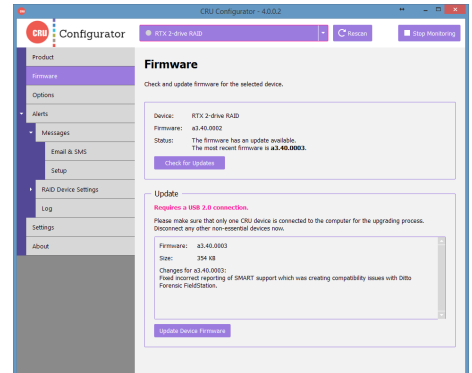 CRU Configurator - 4.0.0.2
CRU Configurator
RTX 2-drive RAID
Rescan
Stop Monitoring
Product
Firmware
Options
Alerts
Messages
Email & SMS
Setup
RAID Device Settings
Log
Settings
About
Firmware
Check and update firmware for the selected device.
Device: RTX 2-drive RAID
Firmware: a3.40.0002
Status: The firmware has an update available.
The most recent firmware is a3.40.0003.
Check for Updates
Update
Requires a USB 2.0 connection.
Please make sure that only one CRU device is connected to the computer for the upgrading process.
Disconnect any other non-essential devices now.
Firmware: a3.40.0003
Size: 354 KB
Changes for a3.40.0003:
Fixed incorrect reporting of SMART support which was creating compatibility issues with Ditto
Forensic FieldStation.
Update Device Firmware